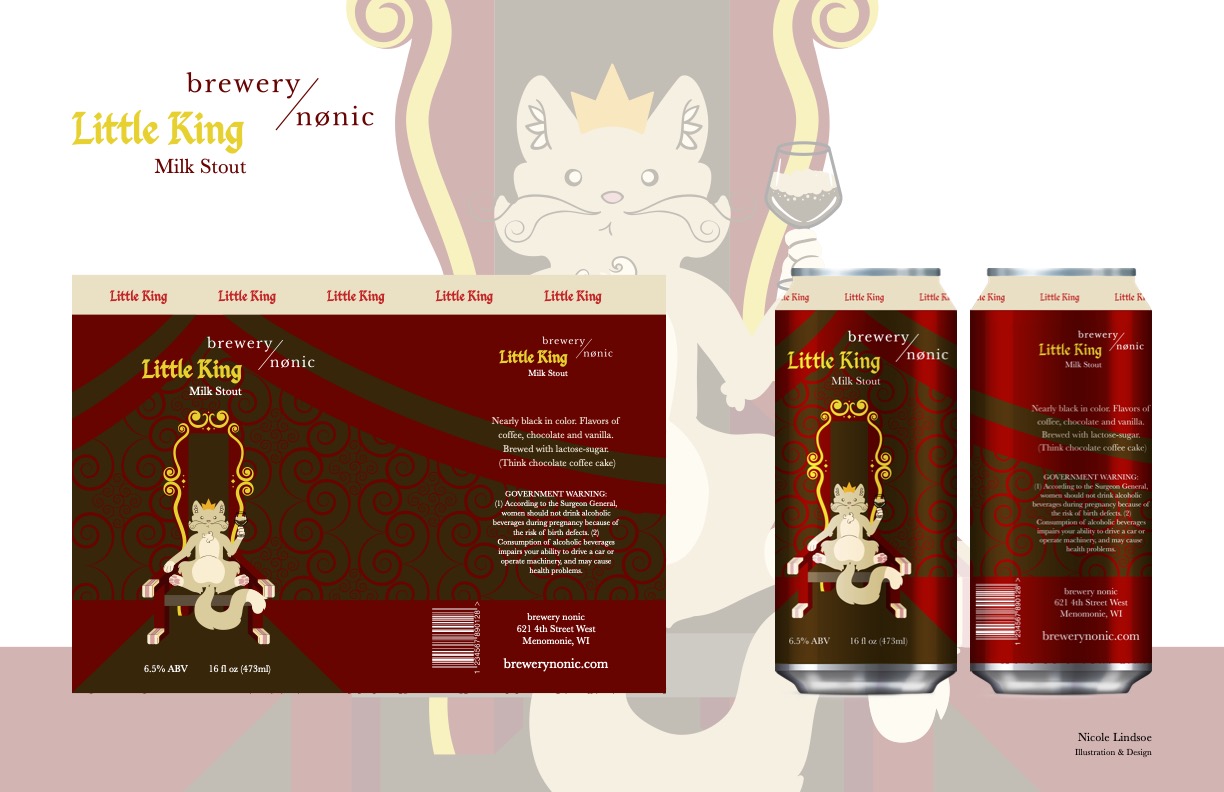 brewery
nønic
Little King
Milk Stout
Little King Little King Little King Little King Little King
brewery
nønic
Little King
Milk Stout
6.5% ABV 16 fl oz (473ml)
brewery
nønic
Little King
Milk Stout
Nearly black in color. Flavors of
coffee, chocolate and vanilla.
Brewed with lactose-sugar.
(Think chocolate coffee cake)
GOVERNMENT WARNING:
(1) According to the Surgeon General,
women should not drink alcoholic
beverages during pregnancy because of
the risk of birth defects. (2)
Consumption of alcoholic beverages
impairs your ability to drive a car or
operate machinery, and may cause
health problems.
1 234567 890128 >
brewery nonic
621 4th Street West
Menomonie, WI
brewerynonic.com
le King Little King Little K
brewery
nønic
Little King
Milk Stout
6.5% ABV 16 fl oz (473ml)
le King Little King Little K
brewery
nønic
Little King
Milk Stout
Nearly black in color. Flavors of
coffee, chocolate and vanilla.
Brewed with lactose-sugar.
(Think chocolate coffee cake)
GOVERNMENT WARNING:
(1) According to the Surgeon General,
women should not drink alcoholic
beverages during pregnancy because of
the risk of birth defects. (2)
Consumption of alcoholic beverages
impairs your ability to drive a car or
operate machinery, and may cause
health problems.
1 234567 890128 >
brewery nonic
621 4th Street West
Menomonie, WI
brewerynonic.com
Nicole Lindsoe
Illustration & Design